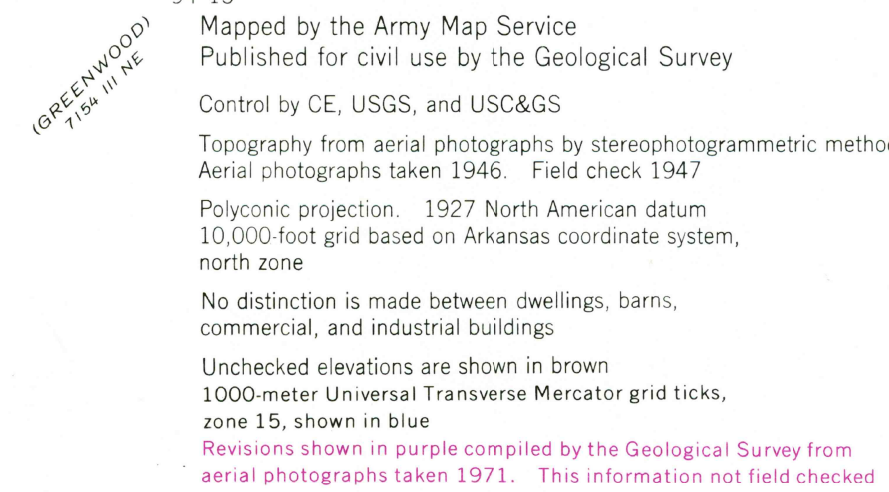 (GREENWOOD)
7154 III NE
Mapped by the Army Map Service
Published for civil use by the Geological Survey
Control by CE, USGS, and USC&GS
Topography from aerial photographs by stereophotogrammetric
Aerial photographs taken 1946. Field check 1947
Polyconic projection. 1927 North American datum
10,000-foot grid based on Arkansas coordinate system,
north zone
No distinction is made between dwellings, barns,
commercial, and industrial buildings
Unchecked elevations are shown in brown
1000-meter Universal Transverse Mercator grid ticks,
zone 15, shown in blue
Revisions shown in purple compiled by the Geological Survey from
aerial photographs taken 1971. This information not field checked